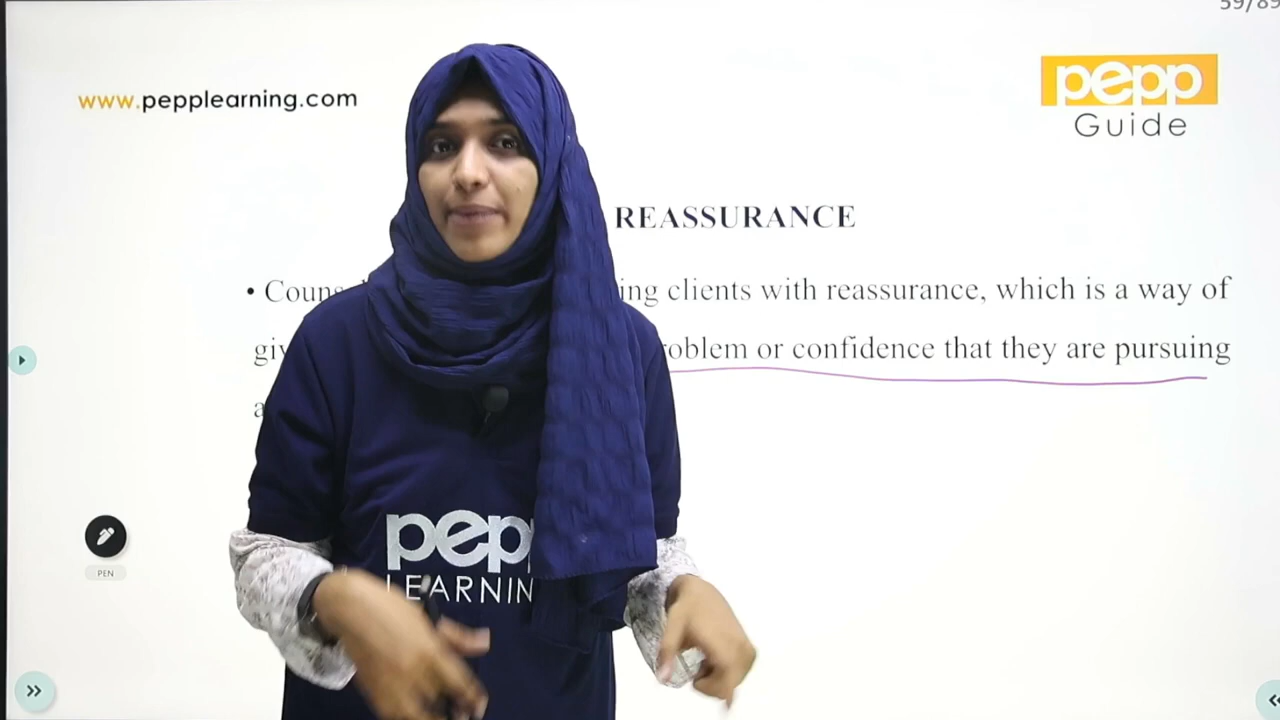 59/89
www.pepplearning.com
pepp
Guide
REASSURANCE
• Couns ing clients with reassurance, which is a way of
giv roblem or confidence that they are pursuing
a
pepp
LEARNIN
PEN